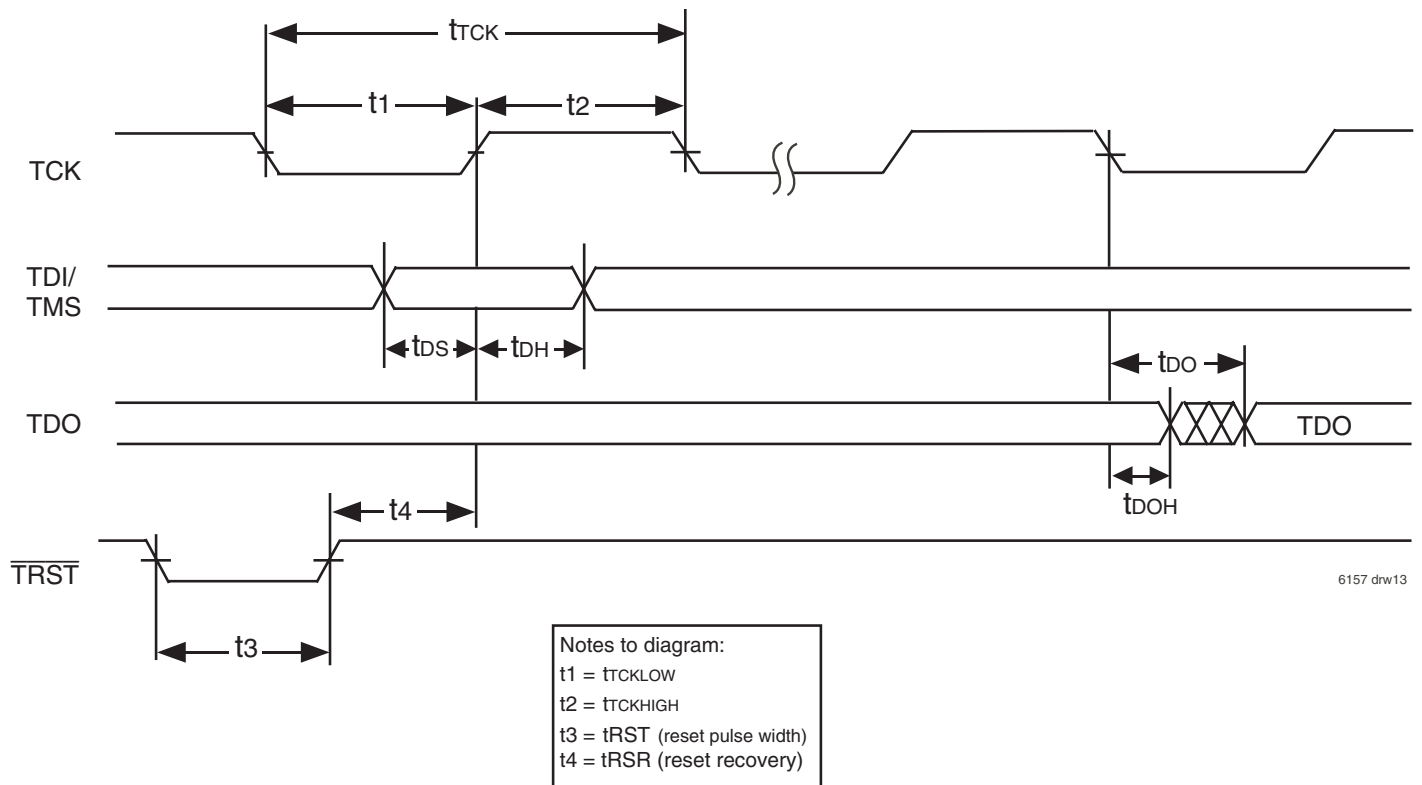 tTCK
t1
t2
TCK
TDI/
TMS
tDS
tDH
tDO
TDO
TDO
tDOH
t4
TRST
6157 drw13
t3
Notes to diagram:
t1 = tTCKLOW
t2 = tTCKHIGH
t3 = tRST (reset pulse width)
t4 = tRSR (reset recovery)